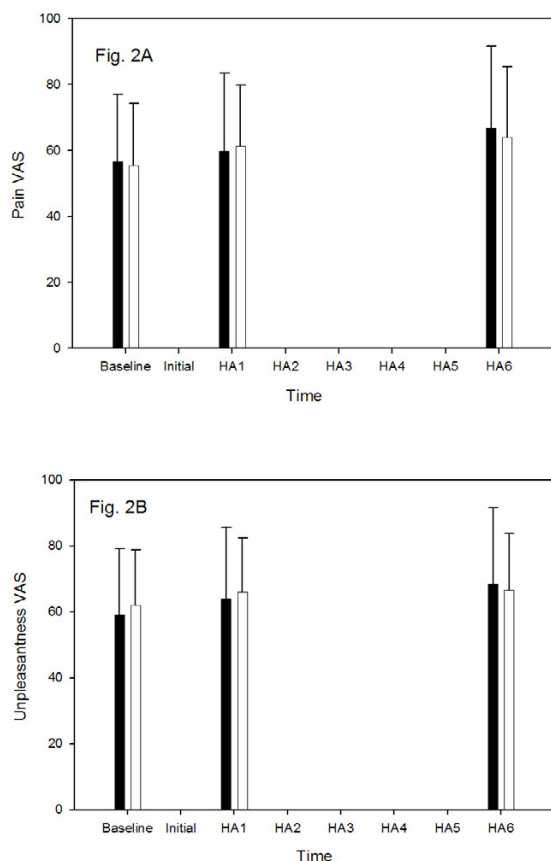 Fig. 2A
100
80
60
40
20
0
Pain VAS
Baseline Initial HA1 HA2 HA3 HA4 HA5 HA6
Time
Fig. 2B
100
80
60
40
20
0
Unpleasantness VAS
Baseline Initial HA1 HA2 HA3 HA4 HA5 HA6
Time